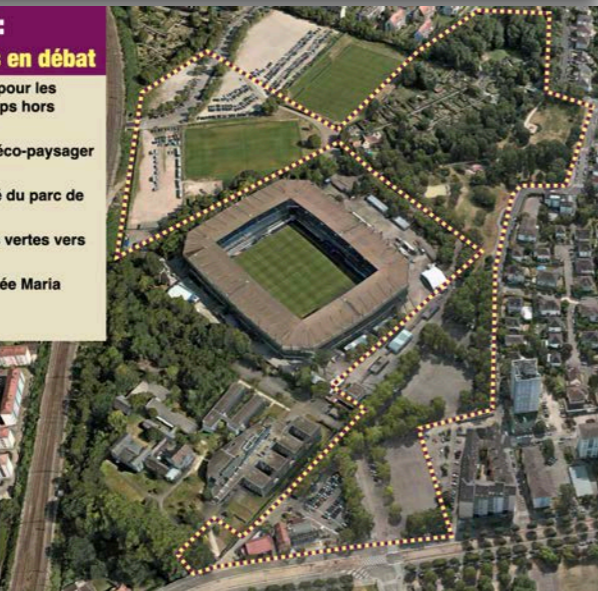 :
s en débat
pour les
ps hors
éco-paysager
é du parc de
vertes vers
ée Maria